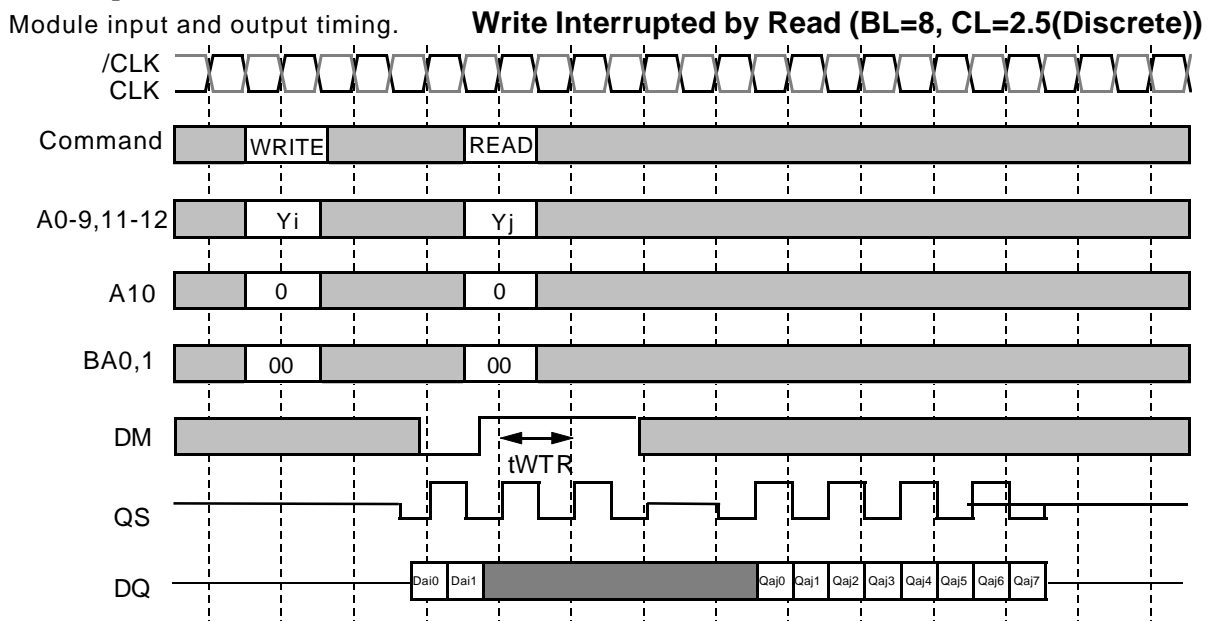 Module input and output timing.
Write Interrupted by Read (BL=8, CL=2.5(Discrete))
/CLK
CLK
Command WRITE READ
A0-9,11-12 Yi Yj
A10 0 0
BA0,1 00 00
DM
tWTR
QS
DQ Dai0 Dai1 Qaj0 Qaj1 Qaj2 Qaj3 Qaj4 Qaj5 Qaj6 Qaj7